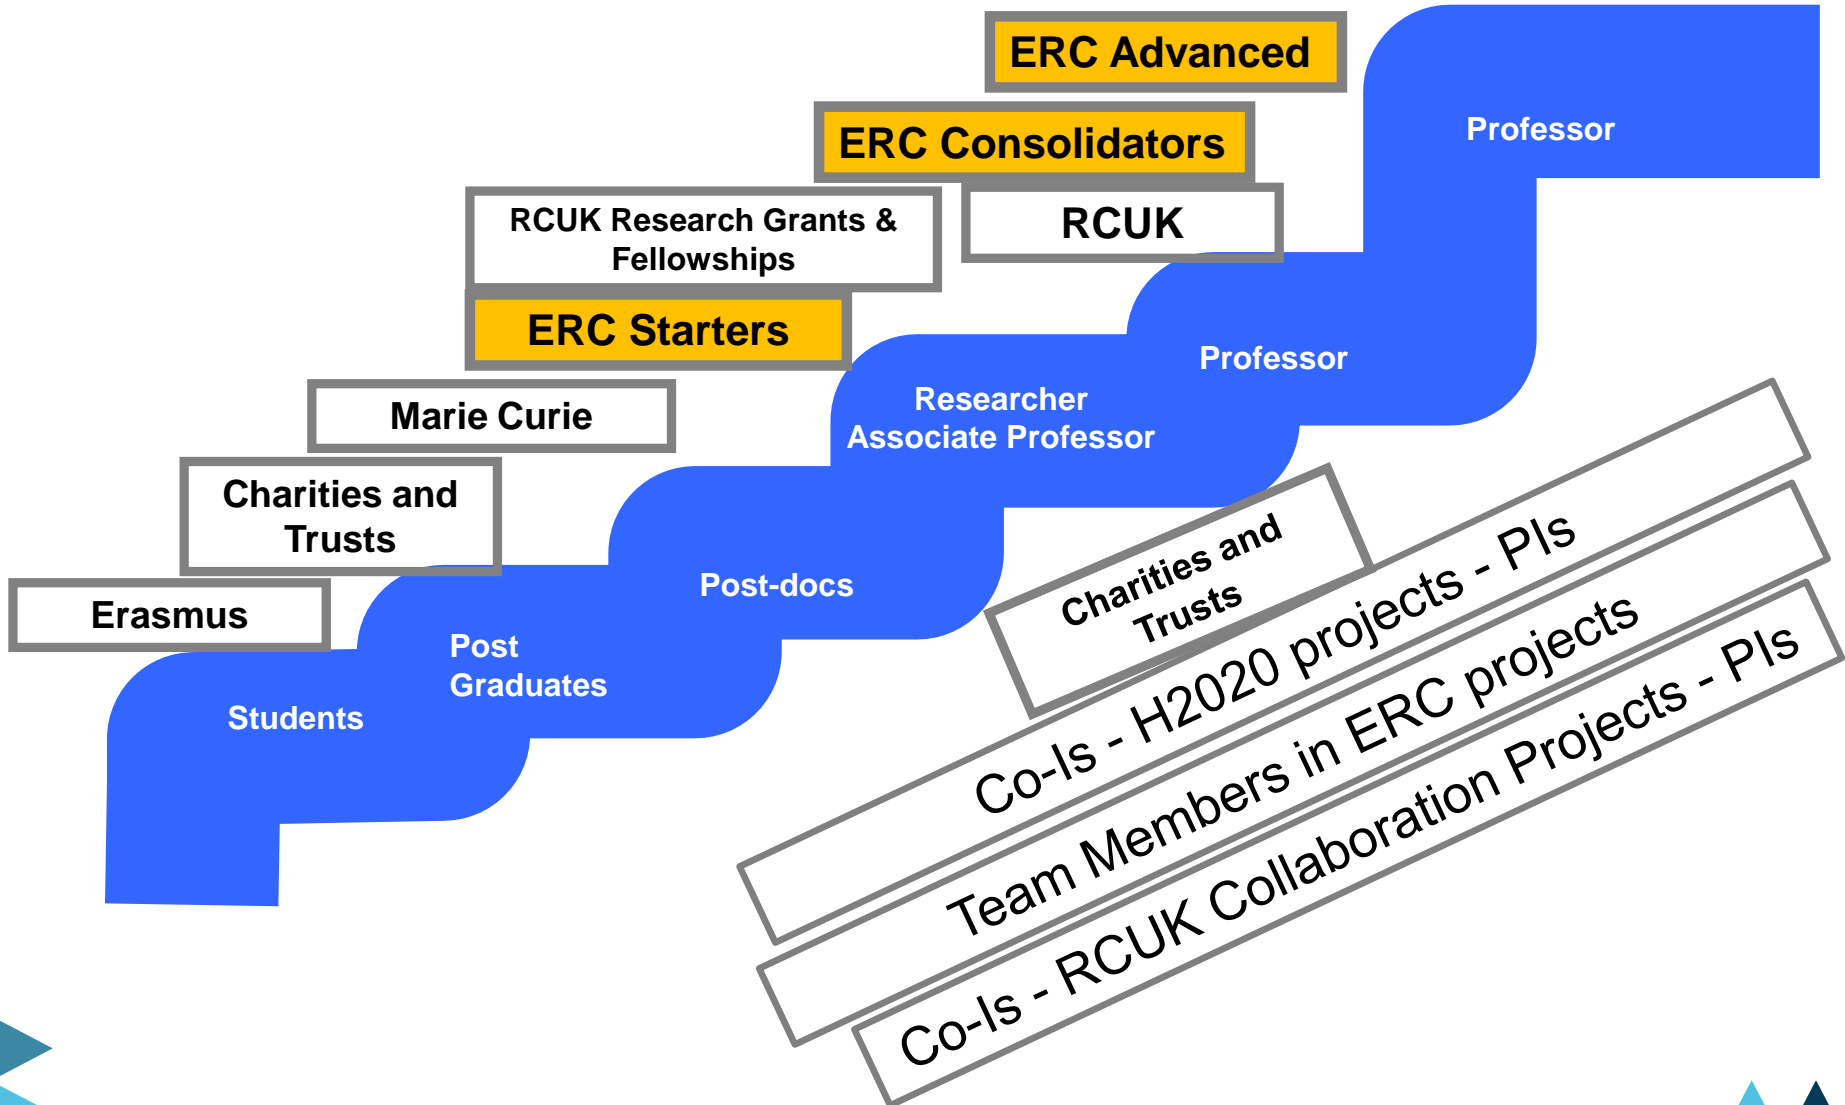 ERC Advanced
Professor
ERC Consolidators
RCUK Research Grants &
Fellowships
RCUK
ERC Starters
Professor
Researcher
Associate Professor
Marie Curie
Charities and
Trusts
Post-docs
Erasmus
Post
Graduates
Students
Charities and
Trusts
Co-Is - H2020 projects - PIs
Team Members in ERC projects
Co-Is - RCUK Collaboration Projects - PIs